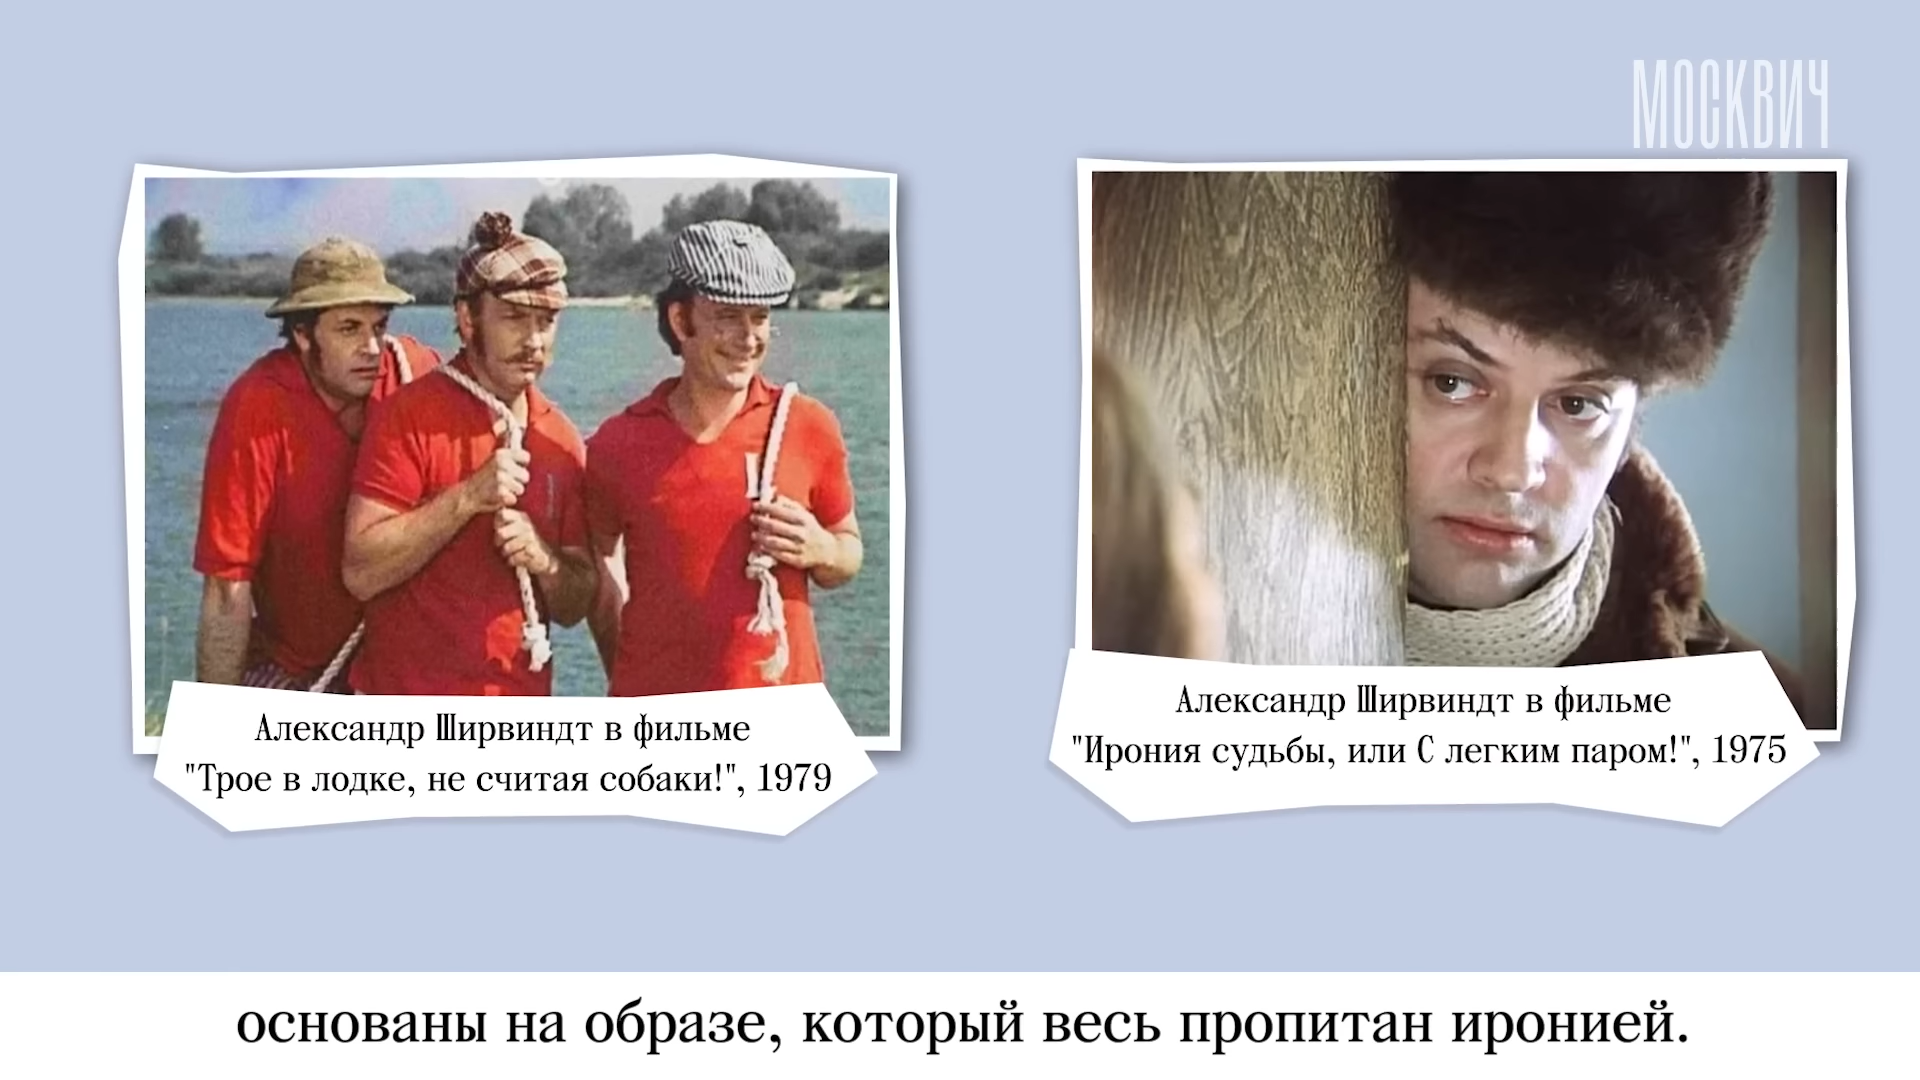 МОСКВИЧ
Александр Ширвиндт в фильме
"Трое в лодке, не считая собаки!", 1979
Александр Ширвиндт в фильме
"Ирония судьбы, или С легким паром!", 1975
основаны на образе, который весь пропитан иронией.